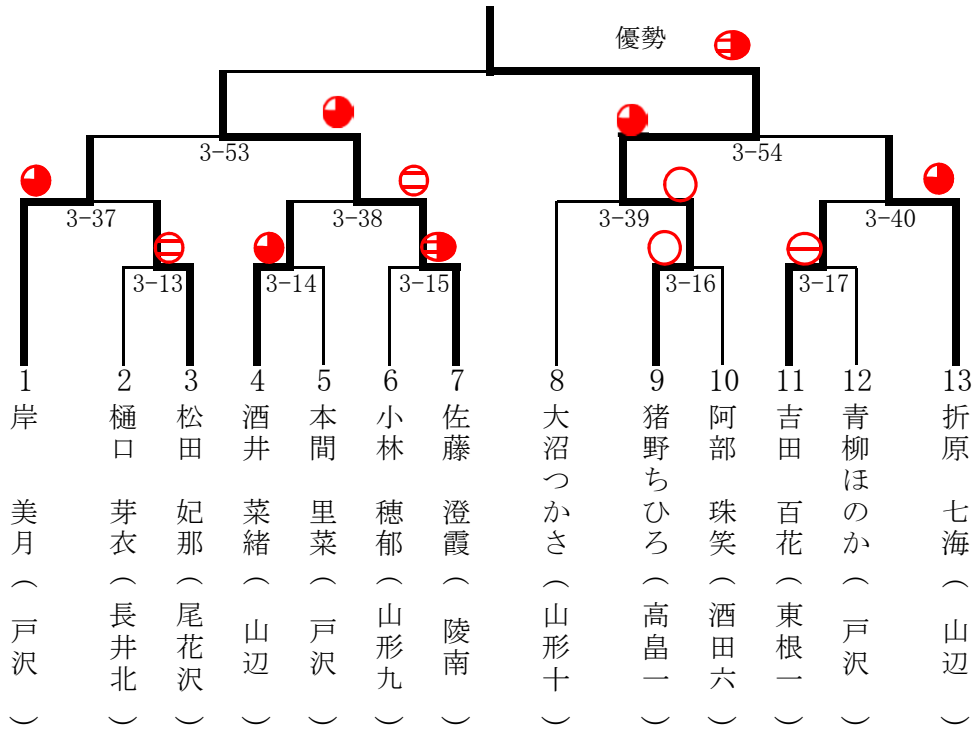 優勢
3-53
3-54
3-37
3-38
3-39
3-40
3-13
3-14
3-15
3-16
3-17
1
2
3
4
5
6
7
8
9
10
11
12
13
岸 美月（戸沢）
樋口 芽衣（長井北）
松田 妃那（尾花沢）
酒井 菜緒（山辺）
本間 里菜（戸沢）
小林 穂郁（山形九）
佐藤 澄霞（陵南）
大沼つかさ（山形十）
猪野ちひろ（高畠一）
阿部 珠笑（酒田六）
吉田 百花（東根一）
青柳ほのか（戸沢）
折原 七海（山辺）